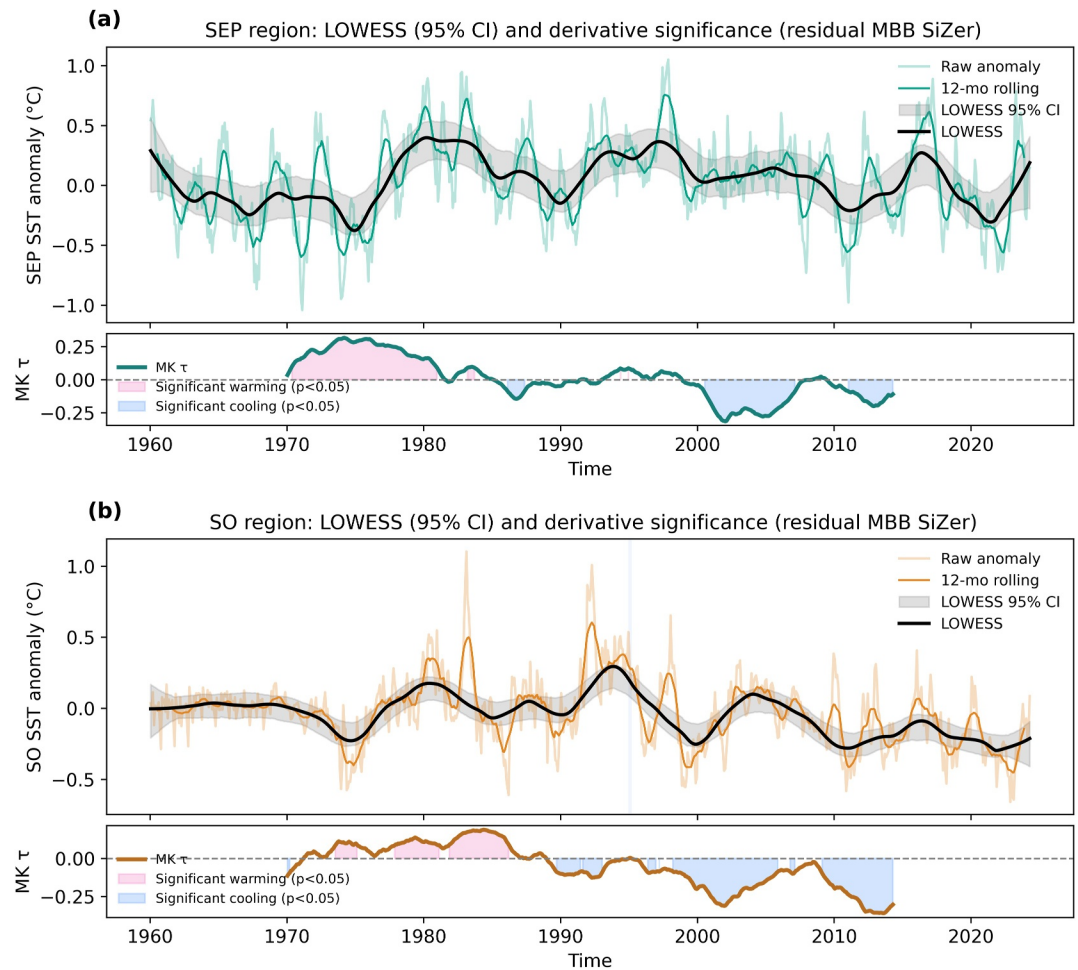 (a)
SEP region: LOWESS (95% CI) and derivative significance (residual MBB SiZer)
SEP SST anomaly (°C)
1.0
0.5
0.0
−0.5
−1.0
Raw anomaly
12-mo rolling
LOWESS 95% CI
LOWESS
MK τ
0.25
0.00
−0.25
MK τ
Significant warming (p<0.05)
Significant cooling (p<0.05)
1960 1970 1980 1990 2000 2010 2020
Time
(b)
SO region: LOWESS (95% CI) and derivative significance (residual MBB SiZer)
SO SST anomaly (°C)
1.0
0.5
0.0
−0.5
Raw anomaly
12-mo rolling
LOWESS 95% CI
LOWESS
MK τ
0.00
−0.25
MK τ
Significant warming (p<0.05)
Significant cooling (p<0.05)
1960 1970 1980 1990 2000 2010 2020
Time